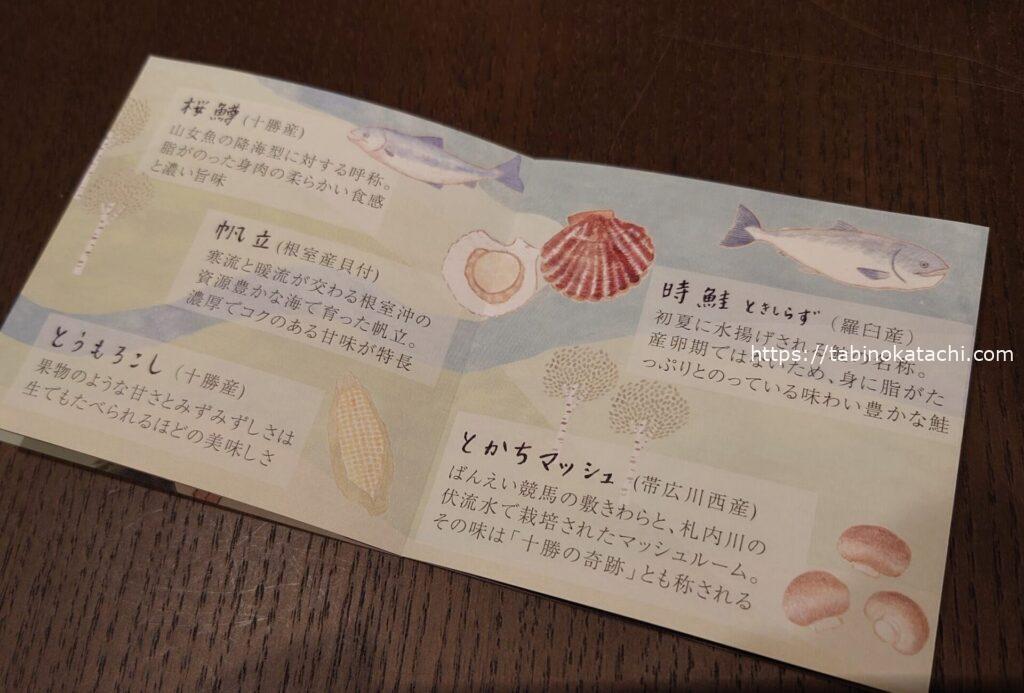 桜鱒(十勝産)
山女魚の降海型に対する呼称。
脂がのった身肉の柔らかい食感
と濃い旨味
帆立(根室産貝付)
寒流と暖流が交わる根室沖の
資源豊かな海で育った帆立。
濃厚でコクのある甘味が特長
とうもろこし(十勝産)
果物のような甘さとみずみずしさは
生でもたべられるほどの美味しさ
時鮭 ときしらず(羅臼産)
初夏に水揚げされ の名称。
産卵期ではないため、身に脂がた
っぷりとのっている味わい豊かな鮭
とかちマッシュ(帯広川西産)
ばんえい競馬の敷きわらと、札内川の
伏流水で栽培されたマッシュルーム。
その味は「十勝の奇跡」とも称される
https://tabinokatachi.com